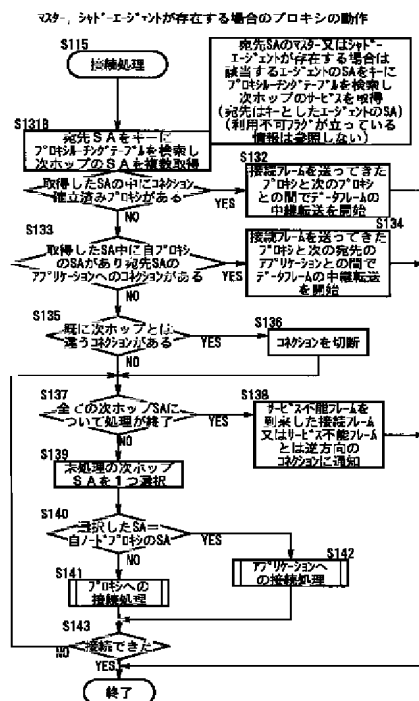 マスター, シャドーエージェントが存在する場合のプロキシの動作
S115
接続処理
宛先SAのマスター又はシャドー
エージェントが存在する場合は
該当するエージェントのSAをキーに
プロキシルーチングテーブルを検索し
次ホップのサービスを取得
(宛先はキーとしたエージェントのSA)
(利用不可フラグが立っている
情報は参照しない)
S131B
宛先SAをキーに
プロキシルーチングテーブルを検索し
次ホップのSAを複数取得
取得したSAの中にコネクション
確立済みプロキシがある
YES
NO
S132
接続フレームを送ってきた
プロキシと次のプロキシ
との間でデータフレームの
中継転送を開始
S133
取得したSA中に自プロキシ
のSAがあり宛先SAの
アプリケーションへのコネクションがある
YES
NO
S134
接続フレームを送ってきた
プロキシと次の宛先の
アプリケーションとの間で
データフレームの中継転送
を開始
S135
既に次ホップとは
違うコネクションがある
YES
NO
S136
コネクションを切断
S137
全ての次ホップSAに
ついて処理が終了
YES
NO
S138
サービス不能フレームを
到来した接続フレーム
又はサービス不能フレーム
とは逆方向の
コネクションに通知
S139
未処理の次ホップ
SAを1つ選択
S140
選択したSA=
自ノードプロキシのSA
YES
NO
S141
プロキシへの
接続処理
S142
アプリケーションへ
の接続処理
S143
接続できた
NO
YES
終了